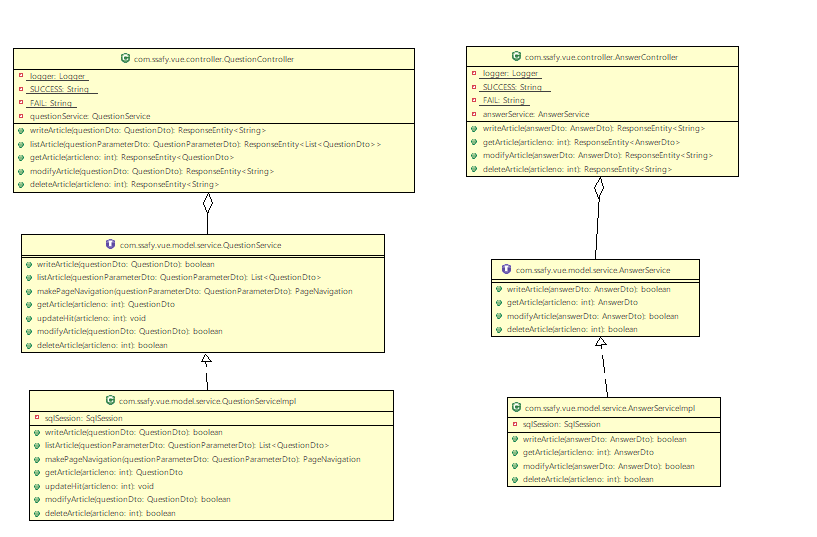 com.ssafy.vue.controller.QuestionController
logger: Logger
SUCCESS: String
FAIL: String
questionService: QuestionService
writeArticle(questionDto: QuestionDto): ResponseEntity<String>
listArticle(questionParameterDto: QuestionParameterDto): ResponseEntity<List<QuestionDto>>
getArticle(articleno: int): ResponseEntity<QuestionDto>
modifyArticle(questionDto: QuestionDto): ResponseEntity<String>
deleteArticle(articleno: int): ResponseEntity<String>
com.ssafy.vue.model.service.QuestionService
writeArticle(questionDto: QuestionDto): boolean
listArticle(questionParameterDto: QuestionParameterDto): List<QuestionDto>
makePageNavigation(questionParameterDto: QuestionParameterDto): PageNavigation
getArticle(articleno: int): QuestionDto
updateHit(articleno: int): void
modifyArticle(questionDto: QuestionDto): boolean
deleteArticle(articleno: int): boolean
com.ssafy.vue.model.service.QuestionServiceImpl
sqlSession: SqlSession
writeArticle(questionDto: QuestionDto): boolean
listArticle(questionParameterDto: QuestionParameterDto): List<QuestionDto>
makePageNavigation(questionParameterDto: QuestionParameterDto): PageNavigation
getArticle(articleno: int): QuestionDto
updateHit(articleno: int): void
modifyArticle(questionDto: QuestionDto): boolean
deleteArticle(articleno: int): boolean
com.ssafy.vue.controller.AnswerController
logger: Logger
SUCCESS: String
FAIL: String
answerService: AnswerService
writeArticle(answerDto: AnswerDto): ResponseEntity<String>
getArticle(articleno: int): ResponseEntity<AnswerDto>
modifyArticle(answerDto: AnswerDto): ResponseEntity<String>
deleteArticle(articleno: int): ResponseEntity<String>
com.ssafy.vue.model.service.AnswerService
writeArticle(answerDto: AnswerDto): boolean
getArticle(articleno: int): AnswerDto
modifyArticle(answerDto: AnswerDto): boolean
deleteArticle(articleno: int): boolean
com.ssafy.vue.model.service.AnswerServiceImpl
sqlSession: SqlSession
writeArticle(answerDto: AnswerDto): boolean
getArticle(articleno: int): AnswerDto
modifyArticle(answerDto: AnswerDto): boolean
deleteArticle(articleno: int): boolean